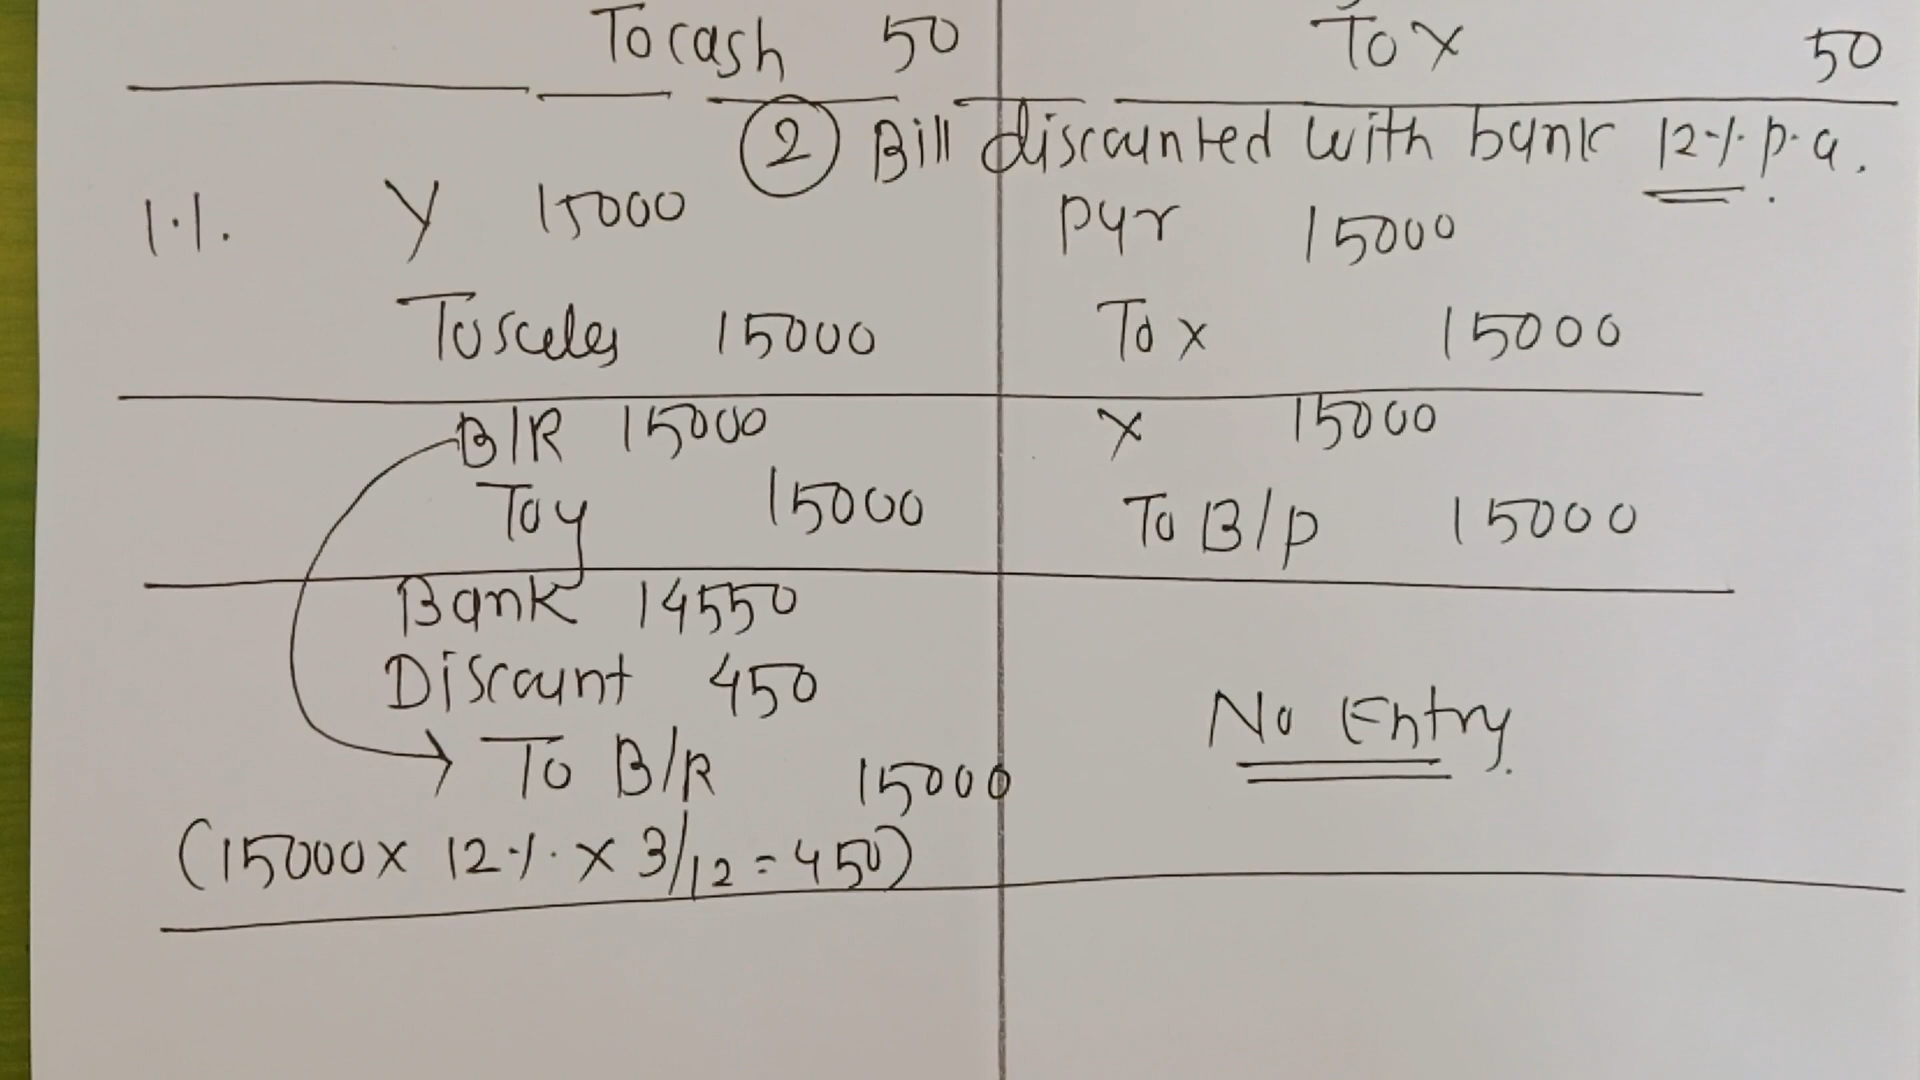 To cash 50 To X 50
② Bill discounted with bank 12% p.a.
1.1. Y 15000 Pur 15000
To sales 15000 To X 15000
B/R 15000 X 15000
To y 15000 To B/P 15000
Bank 14550
Discount 450
No Entry.
To B/R 15000
(15000 x 12% x 3/12 = 450)